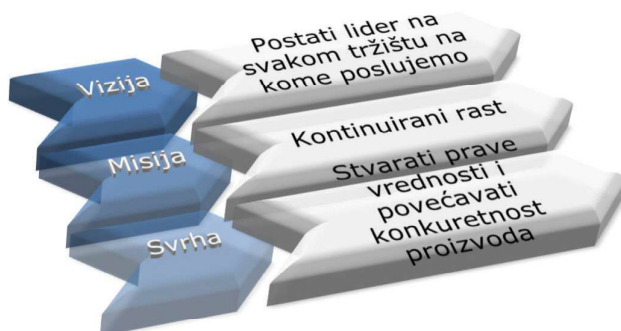 Vizija
Postati lider na
svakom tržištu na
kome poslujemo
Misija
Kontinuirani rast
Svrha
Stvarati prave
vrednosti i
povećavati
konkuretnost
proizvoda